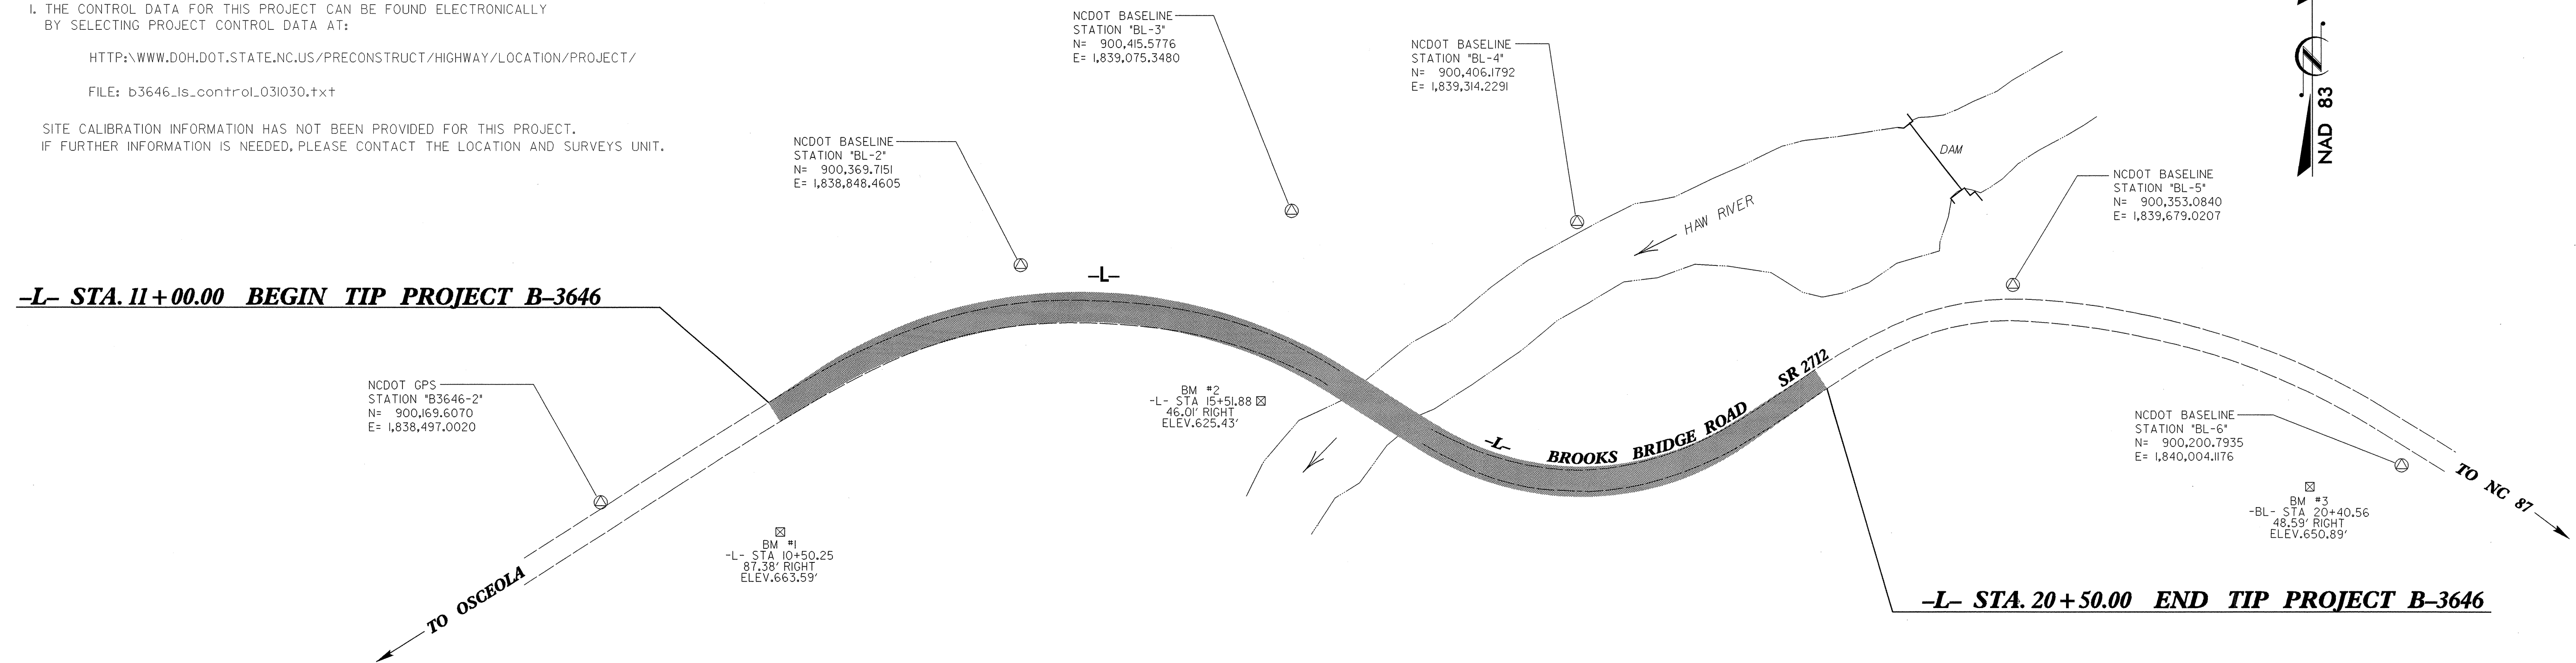 1. THE CONTROL DATA FOR THIS PROJECT CAN BE FOUND ELECTRONICALLY
BY SELECTING PROJECT CONTROL DATA AT:
HTTP:\WWW.DOH.DOT.STATE.NC.US/PRECONSTRUCT/HIGHWAY/LOCATION/PROJECT/
FILE: b3646_ls_control_031030.txt
SITE CALIBRATION INFORMATION HAS NOT BEEN PROVIDED FOR THIS PROJECT.
IF FURTHER INFORMATION IS NEEDED, PLEASE CONTACT THE LOCATION AND SURVEYS UNIT.
NCDOT BASELINE
STATION "BL-3"
N= 900,415.5776
E= 1,839,075.3480
NCDOT BASELINE
STATION "BL-4"
N= 900,406.1792
E= 1,839,314.2291
NCDOT BASELINE
STATION "BL-2"
N= 900,369.7151
E= 1,838,848.4605
DAM
HAW RIVER
NCDOT BASELINE
STATION "BL-5"
N= 900,353.0840
E= 1,839,679.0207
NAD 83
-L-
-L- STA. 11+00.00 BEGIN TIP PROJECT B-3646
NCDOT GPS
STATION "B3646-2"
N= 900,169.6070
E= 1,838,497.0020
BM #2
-L- STA 15+51.88
46.01' RIGHT
ELEV.625.43'
SR 2712
-L-
BROOKS BRIDGE ROAD
NCDOT BASELINE
STATION "BL-6"
N= 900,200.7935
E= 1,840,004.1176
TO NC 87
BM #3
-BL- STA 20+40.56
48.59' RIGHT
ELEV.650.89'
BM #1
-L- STA 10+50.25
87.38' RIGHT
ELEV.663.59'
TO OSCEOLA
-L- STA. 20+50.00 END TIP PROJECT B-3646